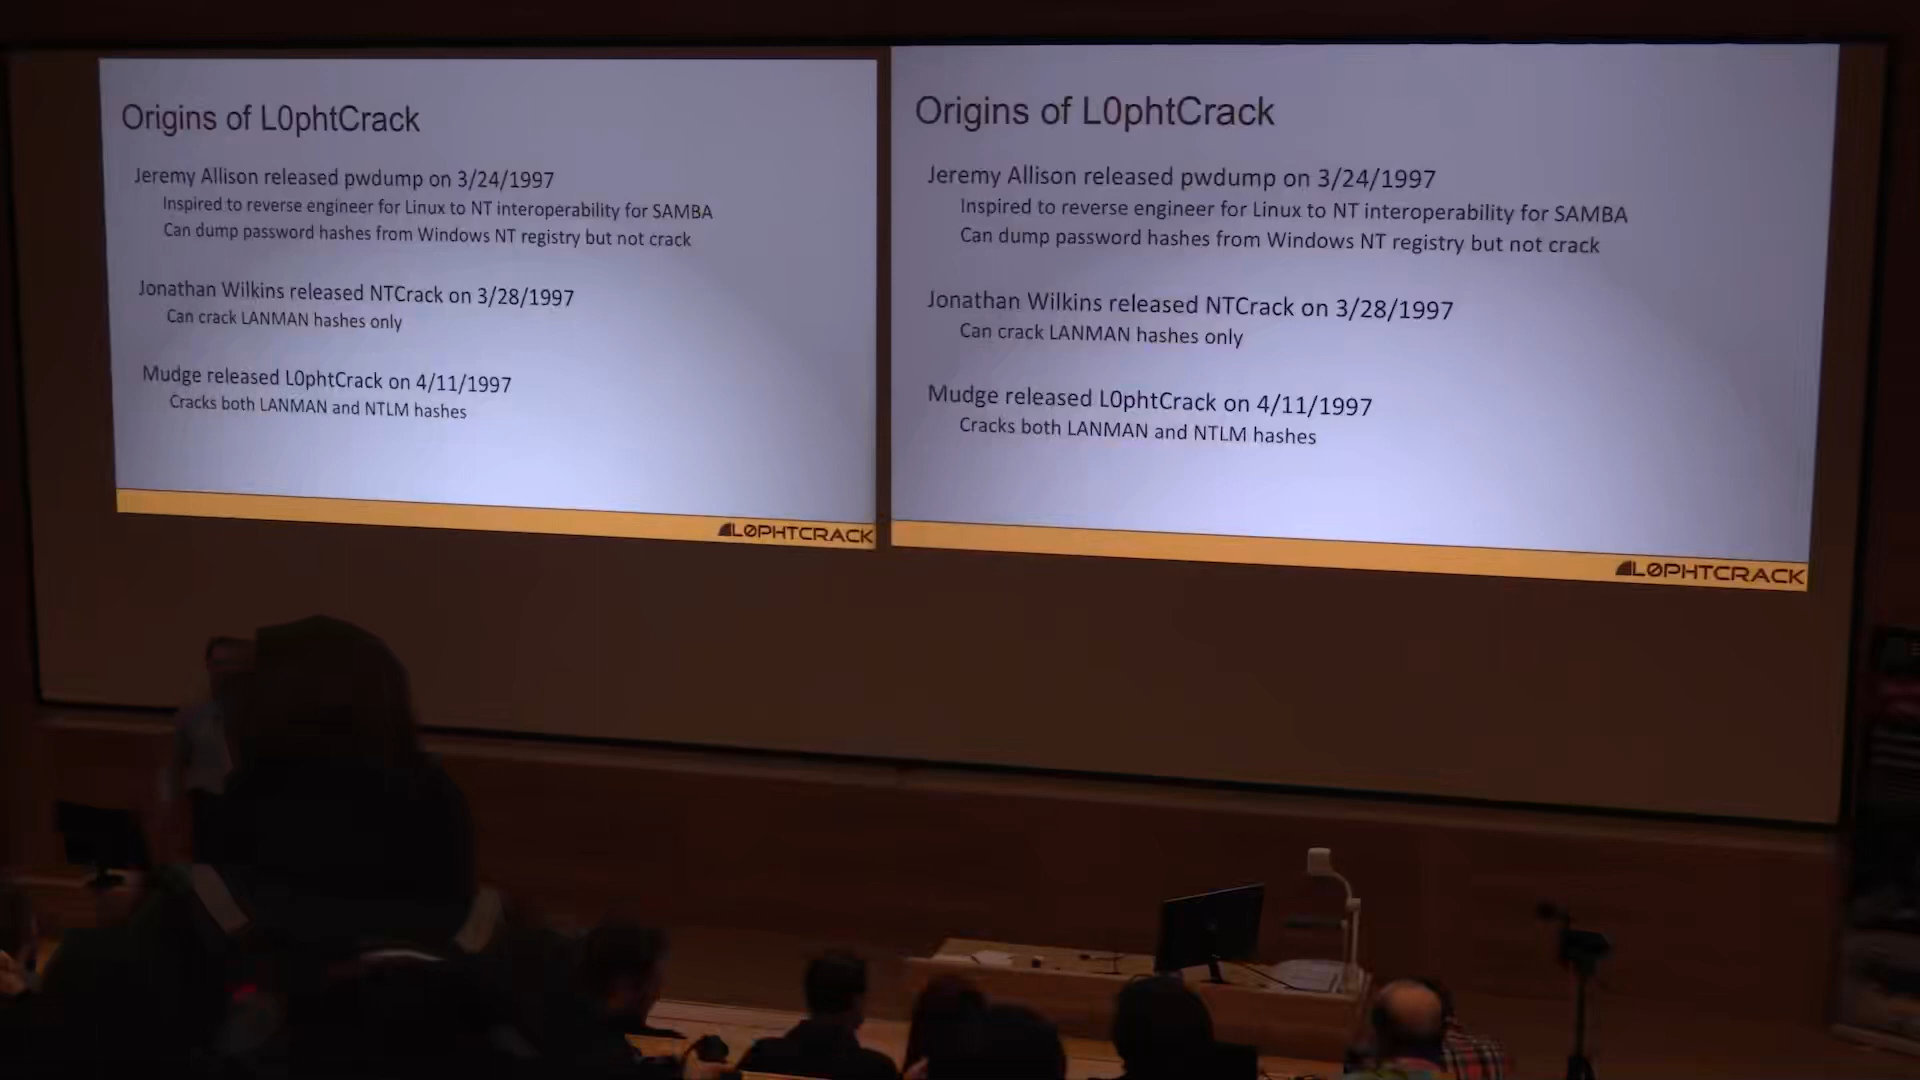 Origins of L0phtCrack
Jeremy Allison released pwdump on 3/24/1997
Inspired to reverse engineer for Linux to NT interoperability for SAMBA
Can dump password hashes from Windows NT registry but not crack
Jonathan Wilkins released NTCrack on 3/28/1997
Can crack LANMAN hashes only
Mudge released L0phtCrack on 4/11/1997
Cracks both LANMAN and NTLM hashes
L0PHTCRACK
Origins of L0phtCrack
Jeremy Allison released pwdump on 3/24/1997
Inspired to reverse engineer for Linux to NT interoperability for SAMBA
Can dump password hashes from Windows NT registry but not crack
Jonathan Wilkins released NTCrack on 3/28/1997
Can crack LANMAN hashes only
Mudge released L0phtCrack on 4/11/1997
Cracks both LANMAN and NTLM hashes
L0PHTCRACK